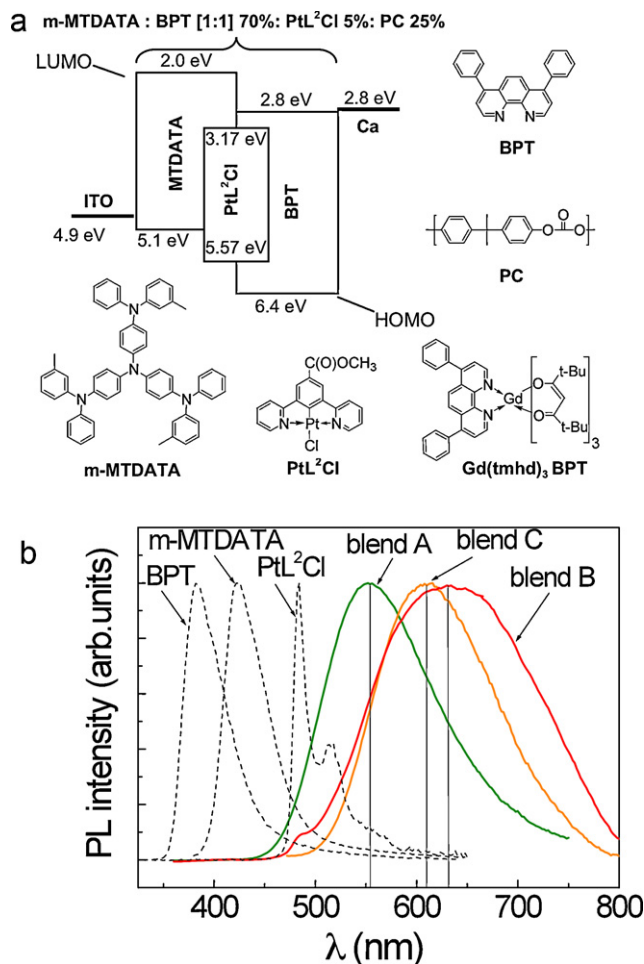 a
m-MTDATA : BPT [1:1] 70%: PtL²Cl 5%: PC 25%
LUMO
2.0 eV
2.8 eV
2.8 eV
Ca
3.17 eV
MTDATA
PtL²Cl
BPT
ITO
4.9 eV
5.1 eV
5.57 eV
6.4 eV
HOMO
N
N
BPT
O
O
O
PC
N
N
N
N
m-MTDATA
C(O)OCH₃
N
Pt
N
Cl
PtL²Cl
N
N
Gd
O
O
t-Bu
t-Bu
3
Gd(tmhd)₃ BPT
b
m-MTDATA
BPT
PtL²Cl
blend A
blend C
blend B
PL intensity (arb.units)
400
500
600
700
800
λ (nm)